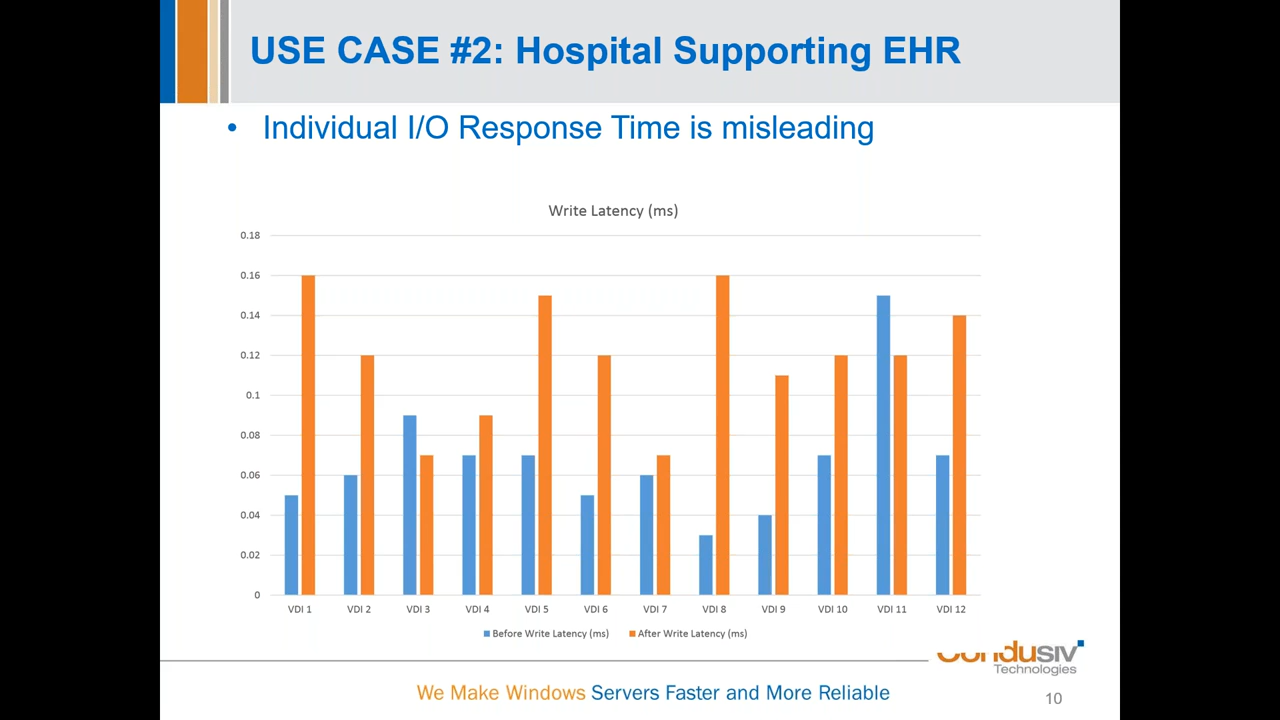 USE CASE #2: Hospital Supporting EHR
• Individual I/O Response Time is misleading
Write Latency (ms)
0.18
0.16
0.14
0.12
0.1
0.08
0.06
0.04
0.02
0
VDI 1 VDI 2 VDI 3 VDI 4 VDI 5 VDI 6 VDI 7 VDI 8 VDI 9 VDI 10 VDI 11 VDI 12
Before Write Latency (ms) After Write Latency (ms)
condusiv
Technologies
We Make Windows Servers Faster and More Reliable
10